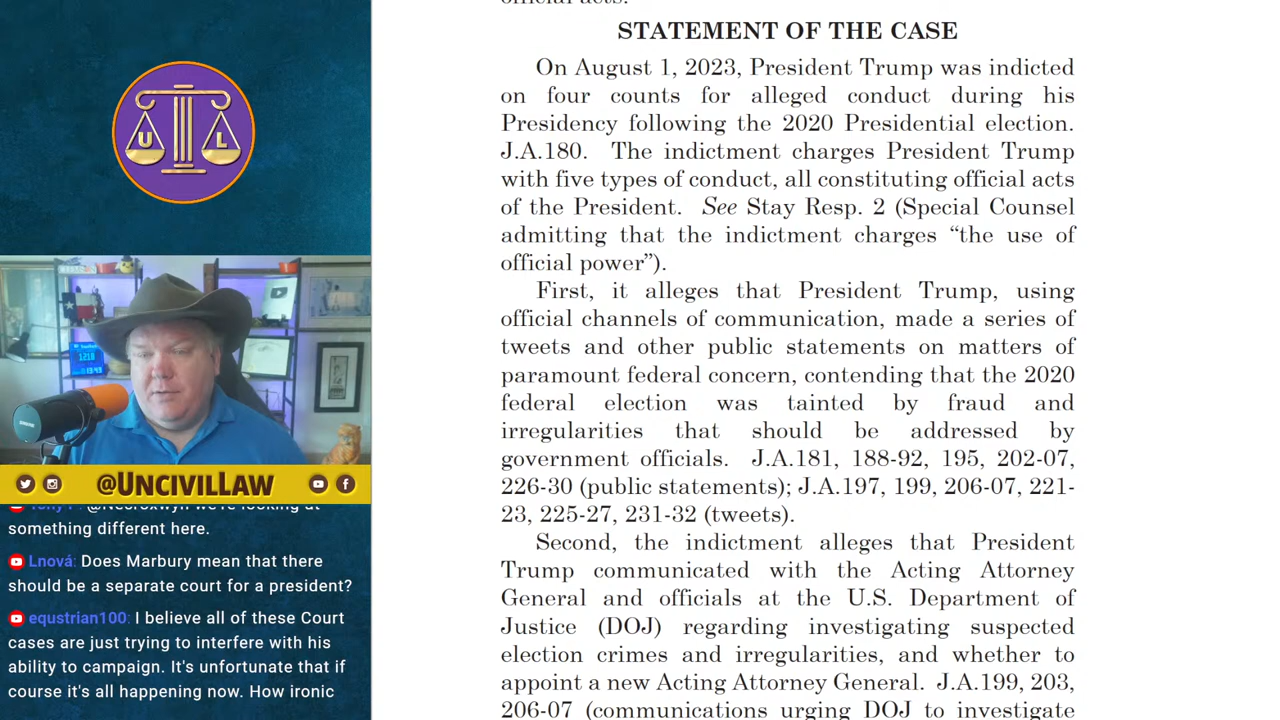 official acts.
STATEMENT OF THE CASE
On August 1, 2023, President Trump was indicted
on four counts for alleged conduct during his
Presidency following the 2020 Presidential election.
J.A.180. The indictment charges President Trump
with five types of conduct, all constituting official acts
of the President. See Stay Resp. 2 (Special Counsel
admitting that the indictment charges “the use of
official power”).
First, it alleges that President Trump, using
official channels of communication, made a series of
tweets and other public statements on matters of
paramount federal concern, contending that the 2020
federal election was tainted by fraud and
irregularities that should be addressed by
government officials. J.A.181, 188-92, 195, 202-07,
226-30 (public statements); J.A.197, 199, 206-07, 221-
23, 225-27, 231-32 (tweets).
Second, the indictment alleges that President
Trump communicated with the Acting Attorney
General and officials at the U.S. Department of
Justice (DOJ) regarding investigating suspected
election crimes and irregularities, and whether to
appoint a new Acting Attorney General. J.A.199, 203,
206-07 (communications urging DOJ to investigate
U L
@UNCIVILLAW
we're looking at
something different here.
Lnová: Does Marbury mean that there
should be a separate court for a president?
equstrian100: I believe all of these Court
cases are just trying to interfere with his
ability to campaign. It's unfortunate that if
course it's all happening now. How ironic